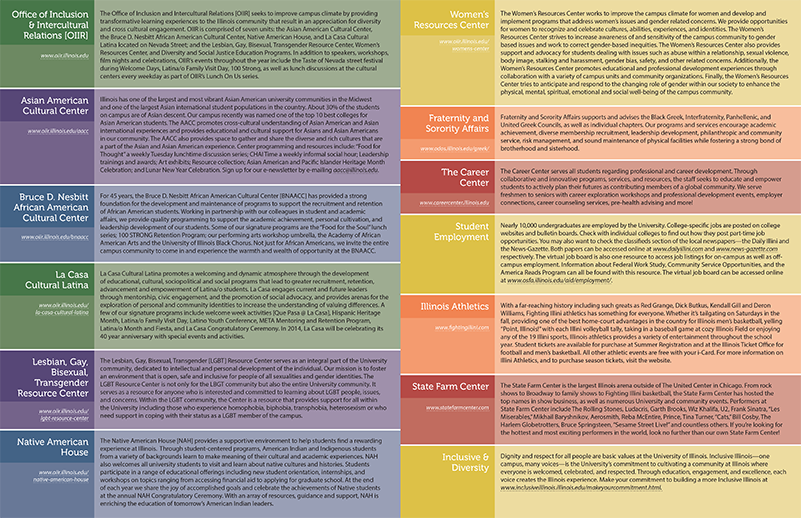 Office of Inclusion
& Intercultural
Relations [OIIR]
www.oiir.illinois.edu
The Office of Inclusion and Intercultural Relations [OIIR] seeks to improve campus climate by providing
transformative learning experiences to the Illinois community that result in an appreciation for diversity
and cross cultural engagement. OIIR is comprised of seven units: the Asian American Cultural Center,
the Bruce D. Nesbitt African American Cultural Center, Native American House, and La Casa Cultural
Latina located on Nevada Street; and the Lesbian, Gay, Bisexual, Transgender Resource Center, Women's
Resources Center, and Diversity and Social Justice Education Programs. In addition to speakers, workshops,
film nights and celebrations, OIIR's events throughout the year include the Taste of Nevada street festival
during Welcome Days, Latino/a Family Visit Day, 100 Strong, as well as lunch discussions at the cultural
centers every weekday as part of OIIR's Lunch On Us series.
Asian American
Cultural Center
www.oiir.illinois.edu/aacc
Illinois has one of the largest and most vibrant Asian American university communities in the Midwest
and one of the largest Asian international student populations in the country. About 30% of the students
on campus are of Asian descent. Our campus recently was named one of the top 10 best colleges for
Asian American students. The AACC promotes cross-cultural understanding of Asian American and Asian
international experiences and provides educational and cultural support for Asians and Asian Americans
in our community. The AACC also provides space to gather and share the diverse and rich cultures that are
a part of the Asian and Asian American experience. Center programming and resources include: "Food for
Thought" a weekly Tuesday lunchtime discussion series; CHAI Time a weekly informal social hour; Leadership
trainings and awards; Art exhibits Resource collection; Asian American and Pacific Islander Heritage Month
Celebration; and Lunar New Year Celebration. Sign up for our e-newsletter by e-mailing aacc@illinois.edu.
Bruce D. Nesbitt
African American
Cultural Center
www.oiir.illinois.edu/bnaacc
For 45 years, the Bruce D. Nesbitt African American Cultural Center [BNAACC] has provided a strong
foundation for the development and maintenance of programs to support the recruitment and retention
of African American students. Working in partnership with our colleagues in student and academic
affairs, we provide quality programming to support the academic achievement, personal cultivation, and
leadership development of our students. Some of our signature programs are the "Food for the Soul" lunch
series; 100 STRONG Retention Program; our performing arts workshop umbrella, the Academy of African
American Arts and the University of Illinois Black Chorus. Not just for African Americans, we invite the entire
campus community to come in and experience the warmth and wealth of opportunity at the BNAACC.
La Casa
Cultural Latina
www.oiir.illinois.edu/
la-casa-cultural-latina
La Casa Cultural Latina promotes a welcoming and dynamic atmosphere through the development
of educational, cultural, sociopolitical and social programs that lead to greater recruitment, retention,
advancement and empowerment of Latino/a students. La Casa engages current and future leaders
through mentorship, civic engagement, and the promotion of social advocacy, and provides arenas for the
exploration of personal and community identities to increase the understanding of valuing differences. A
few of our signature programs include welcome week activities [Que Pasa @ La Casa], Hispanic Heritage
Month, Latino/a Family Visit Day, Latino Youth Conference, META Mentoring and Retention Program,
Latina/o Month and Fiesta, and La Casa Congratulatory Ceremony. In 2014, La Casa will be celebrating its
40 year anniversary with special events and activities.
Lesbian, Gay,
Bisexual,
Transgender
Resource Center
www.oiir.illinois.edu/
lgbt-resource-center
The Lesbian, Gay, Bisexual, Transgender [LGBT] Resource Center serves as an integral part of the University
community, dedicated to intellectual and personal development of the individual. Our mission is to foster
an environment that is open, safe and inclusive for people of all sexualities and gender identities. The
LGBT Resource Center is not only for the LBGT community but also the entire University community. It
serves as a resource for anyone who is interested and committed to learning about LGBT people, issues,
and concerns. Within the LGBT community, the Center is a resource that provides support for all within
the University including those who experience homophobia, biphobia, transphobia, heterosexism or who
need support in coping with their status as a LGBT member of the campus.
Native American
House
www.oiir.illinois.edu/
native-american-house
The Native American House [NAH] provides a supportive environment to help students find a rewarding
experience at Illinois. Through student-centered programs, American Indian and Indigenous students
from a variety of backgrounds learn to make meaning of their cultural and academic experiences. NAH
also welcomes all university students to visit and learn about native cultures and histories. Students
participate in a range of educational offerings including new student orientation, internships, and
workshops on topics ranging from accessing financial aid to applying for graduate school. At the end
of each year we share the joy of accomplished goals and celebrate the achievements of Native students
at the annual NAH Congratulatory Ceremony. With an array of resources, guidance and support, NAH is
enriching the education of tomorrow's American Indian leaders.
Women's
Resources Center
www.oiir.illinois.edu/
womens-center
The Women's Resources Center works to improve the campus climate for women and develop and
implement programs that address women's issues and gender related concerns. We provide opportunities
for women to recognize and celebrate cultures, abilities, experiences, and identities. The Women's
Resources Center strives to increase awareness of and sensitivity of the campus community to gender
based issues and work to correct gender-based inequities. The Women's Resources Center also provides
support and advocacy for students dealing with issues such as abuse within a relationship, sexual violence,
body image, stalking and harassment, gender bias, safety, and other related concerns. Additionally, the
Women's Resources Center promotes educational and professional development experiences through
collaboration with a variety of campus units and community organizations. Finally, the Women's Resources
Center tries to anticipate and respond to the changing role of gender within our society to enhance the
physical, mental, spiritual, emotional and social well-being of the campus community.
Fraternity and
Sorority Affairs
www.odos.illinois.edu/greek/
Fraternity and Sorority Affairs supports and advises the Black Greek, Interfraternity, Panhellenic, and
United Greek Councils, as well as individual chapters. Our programs and services encourage academic
achievement, diverse membership recruitment, leadership development, philanthropic and community
service, risk management, and sound maintenance of physical facilities while fostering a strong bond of
brotherhood and sisterhood.
The Career
Center
www.careercenter.illinois.edu
The Career Center serves all students regarding professional and career development. Through
collaborative and innovative programs, services, and resources, the staff seeks to educate and empower
students to actively plan their futures as contributing members of a global community. We serve
freshmen to seniors with career exploration workshops and professional development events, employer
connections, career counseling services, pre-health advising and more!
Student
Employment
Nearly 10,000 undergraduates are employed by the University. College-specific jobs are posted on college
websites and bulletin boards. Check with individual colleges to find out how they post part-time job
opportunities. You may also want to check the classifieds section of the local newspapers—the Daily Illini and
the News-Gazette. Both papers can be accessed online at www.dailyillini.com and www.news-gazette.com
respectively. The virtual job board is also one resource to access job listings for on-campus as well as off-
campus employment. Information about Federal Work Study, Community Service Opportunities, and the
America Reads Program can all be found with this resource. The virtual job board can be accessed online
at www.osfa.illinois.edu/aid/employment/.
Illinois Athletics
www.fightingillini.com
With a far-reaching history including such greats as Red Grange, Dick Butkus, Kendall Gill and Deron
Williams, Fighting Illini athletics has something for everyone. Whether it's tailgating on Saturdays in the
fall, providing one of the best home-court advantages in the country for Illinois men's basketball, yelling
"Point, Illinois!" with each Illini volleyball tally, taking in a baseball game at cozy Illinois Field or enjoying
any of the 19 Illini sports, Illinois athletics provides a variety of entertainment throughout the school
year. Student tickets are available for purchase at Summer Registration and at the Illinois Ticket Office for
football and men's basketball. All other athletic events are free with your i-Card. For more information on
Illini Athletics, and to purchase season tickets, visit the website.
State Farm Center
www.statefarmcenter.com
The State Farm Center is the largest Illinois arena outside of The United Center in Chicago. From rock
shows to Broadway to family shows to Fighting Illini basketball, the State Farm Center has hosted the
top names in show business, as well as numerous University and community events. Performers at
State Farm Center include The Rolling Stones, Ludacris, Garth Brooks, Wiz Khalifa, U2, Frank Sinatra, "Les
Miserables", Mikhail Baryshnikov, Aerosmith, Reba McEntire, Prince, Tina Turner, "Cats," Bill Cosby, The
Harlem Globetrotters, Bruce Springsteen, "Sesame Street Live!" and countless others. If you're looking for
the hottest and most exciting performers in the world, look no further than our own State Farm Center!
Inclusive &
Diversity
Dignity and respect for all people are basic values at the University of Illinois. Inclusive Illinois—one
campus, many voices—is the University's commitment to cultivating a community at Illinois where
everyone is welcomed, celebrated, and respected. Through education, engagement, and excellence, each
voice creates the Illinois experience. Make your commitment to building a more Inclusive Illinois at
www.inclusiveillinois.illinois.edu/makeyourcommitment.html.